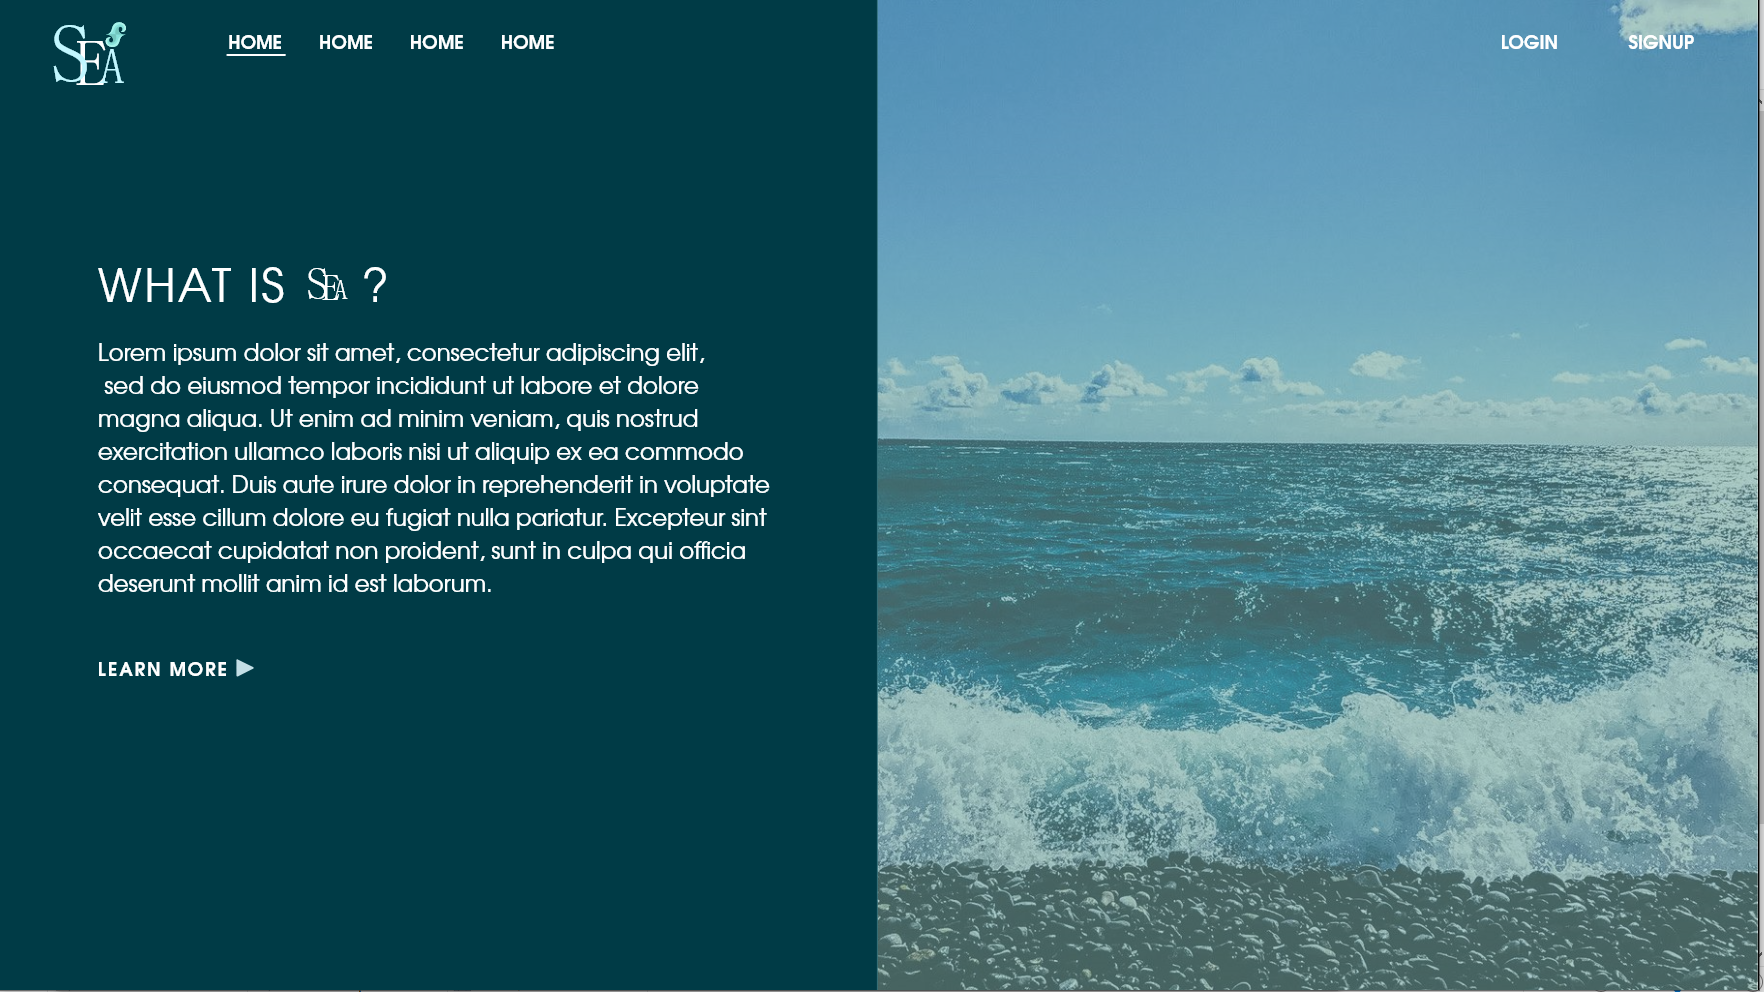 SEA HOME HOME HOME HOME LOGIN SIGNUP
WHAT IS SEA ?
Lorem ipsum dolor sit amet, consectetur adipiscing elit,
sed do eiusmod tempor incididunt ut labore et dolore
magna aliqua. Ut enim ad minim veniam, quis nostrud
exercitation ullamco laboris nisi ut aliquip ex ea commodo
consequat. Duis aute irure dolor in reprehenderit in voluptate
velit esse cillum dolore eu fugiat nulla pariatur. Excepteur sint
occaecat cupidatat non proident, sunt in culpa qui officia
deserunt mollit anim id est laborum.
LEARN MORE